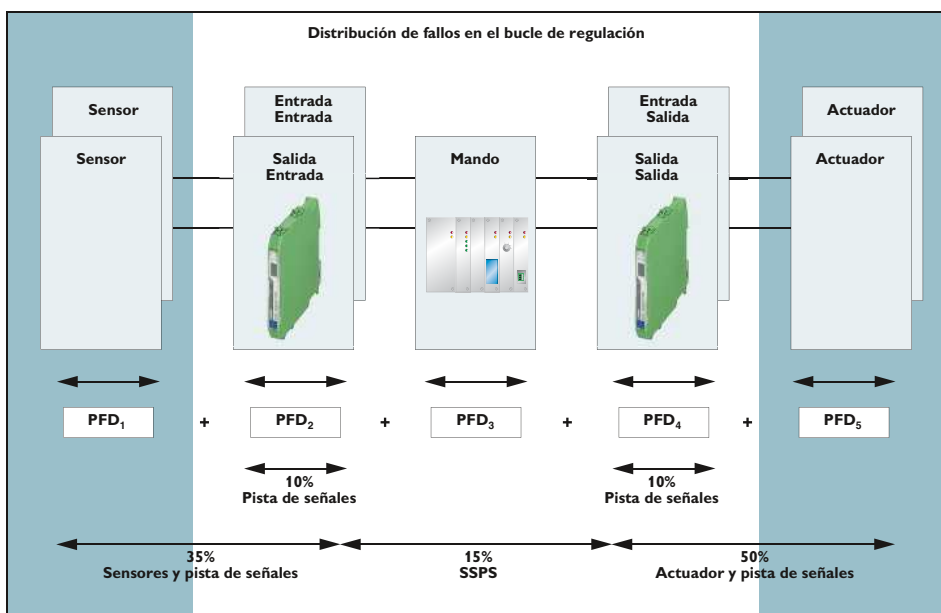 Distribución de fallos en el bucle de regulación
Sensor
Sensor
Entrada
Entrada
Salida
Entrada
Mando
Entrada
Salida
Salida
Salida
Actuador
Actuador
PFD₁ + PFD₂ + PFD₃ + PFD₄ + PFD₅
10%
Pista de señales
10%
Pista de señales
35%
Sensores y pista de señales
15%
SSPS
50%
Actuador y pista de señales